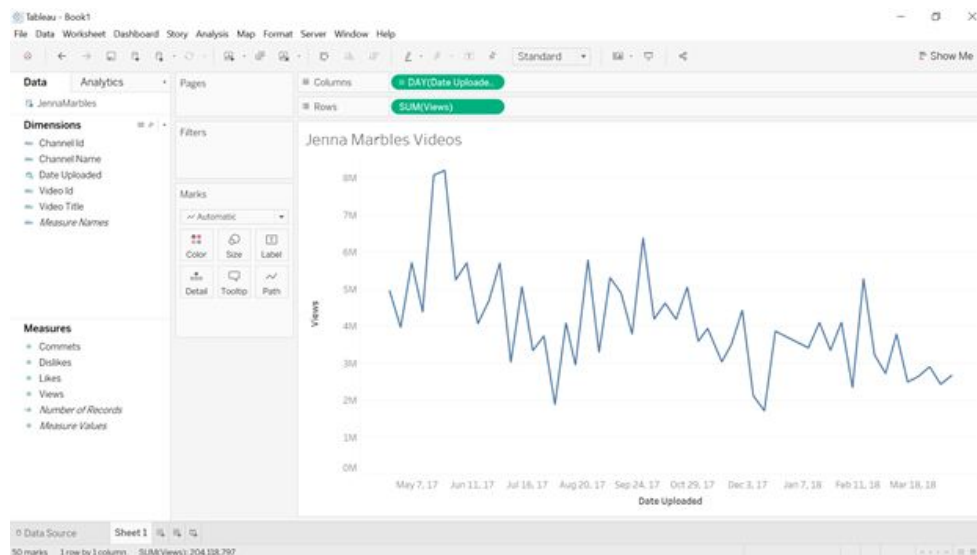 Tableau - Book1
File Data Worksheet Dashboard Story Analysis Map Format Server Window Help
Standard
Show Me
Data Analytics
JennaMarbles
Dimensions
Channel Id
Channel Name
Date Uploaded
Video Id
Video Title
Measure Names
Measures
Commets
Dislikes
Likes
Views
Number of Records
Measure Values
Pages
Filters
Marks
Automatic
Color Size Label
Detail Tooltip Path
Columns DAY(Date Uploade..
Rows SUM(Views)
Jenna Marbles Videos
8M
7M
6M
5M
4M
3M
2M
1M
0M
Views
May 7, 17 Jun 11, 17 Jul 16, 17 Aug 20, 17 Sep 24, 17 Oct 29, 17 Dec 3, 17 Jan 7, 18 Feb 11, 18 Mar 18, 18
Date Uploaded
Data Source Sheet 1
50 marks 1 row by 1 column SUM(Views): 204,118,797